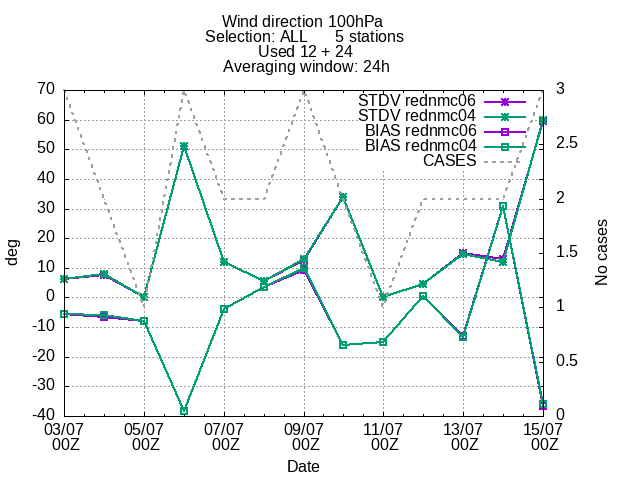 Wind direction 100hPa
Selection: ALL 5 stations
Used 12 + 24
Averaging window: 24h
STDV rednmc06
STDV rednmc04
BIAS rednmc06
BIAS rednmc04
CASES
70
60
50
40
30
20
10
0
-10
-20
-30
-40
deg
3
2.5
2
1.5
1
0.5
0
No cases
03/07 05/07 07/07 09/07 11/07 13/07 15/07
00Z 00Z 00Z 00Z 00Z 00Z 00Z
Date